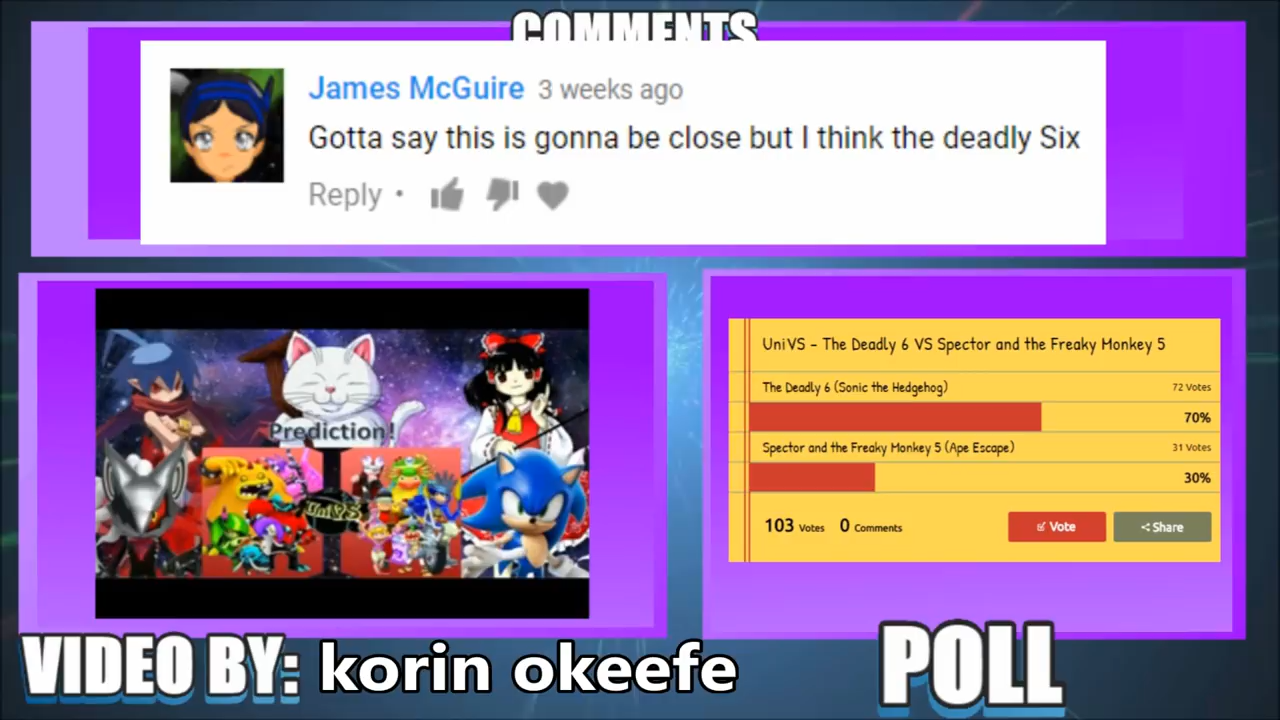 COMMENTS
James McGuire 3 weeks ago
Gotta say this is gonna be close but I think the deadly Six
Reply •
Prediction!
UniVS
UniVS - The Deadly 6 VS Spector and the Freaky Monkey 5
The Deadly 6 (Sonic the Hedgehog) 72 Votes
70%
Spector and the Freaky Monkey 5 (Ape Escape) 31 Votes
30%
103 Votes 0 Comments Vote Share
VIDEO BY: korin okeefe
POLL